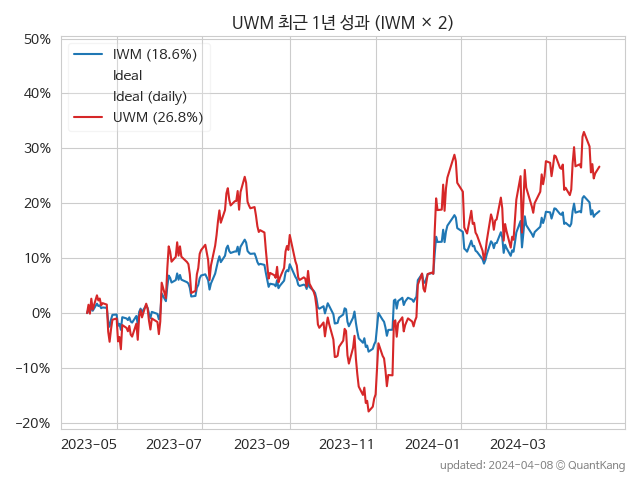 UWM 최근 1년 성과 (IWM × 2)
50%
40%
30%
20%
10%
0%
−10%
−20%
IWM (18.6%)
Ideal
Ideal (daily)
UWM (26.8%)
2023-05 2023-07 2023-09 2023-11 2024-01 2024-03
updated: 2024-04-08 © QuantKang